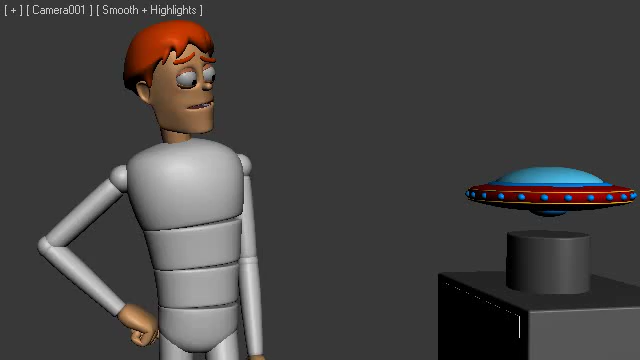 [ + ] [ Camera001 ] [ Smooth + Highlights ]